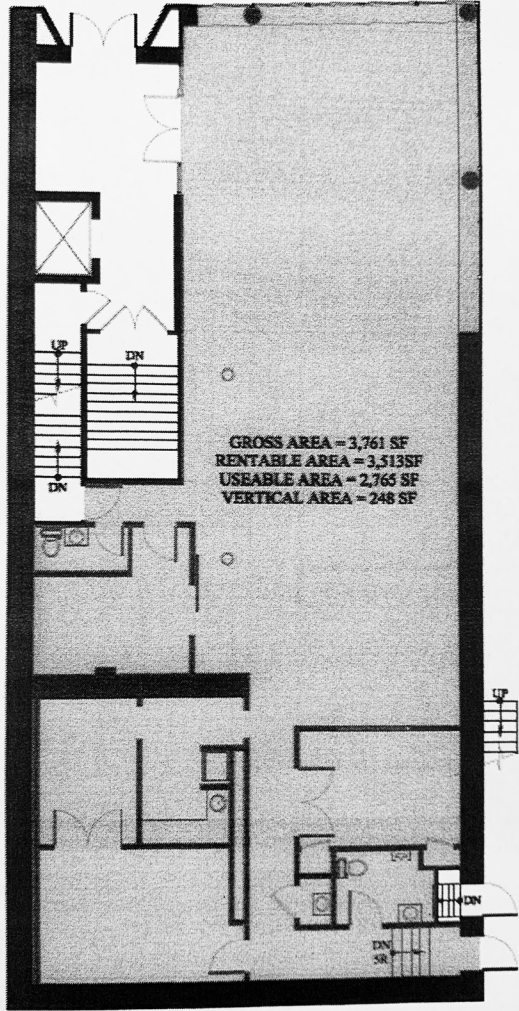 UP
DN
DN
GROSS AREA = 3,761 SF
RENTABLE AREA = 3,513SF
USEABLE AREA = 2,765 SF
VERTICAL AREA = 248 SF
UP
DN
DN
5R